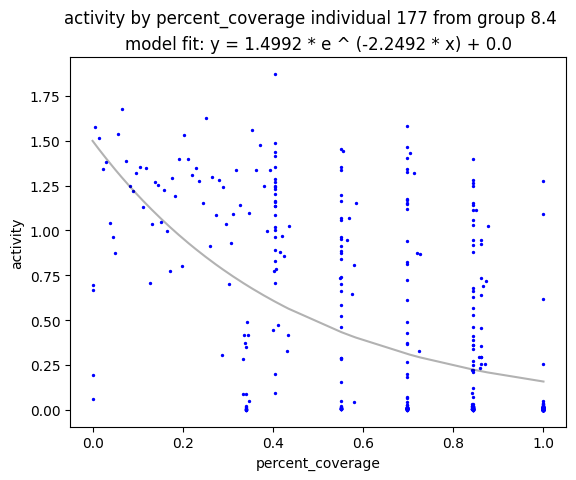 activity by percent_coverage individual 177 from group 8.4
model fit: y = 1.4992 * e ^ (-2.2492 * x) + 0.0
activity
1.75
1.50
1.25
1.00
0.75
0.50
0.25
0.00
0.0 0.2 0.4 0.6 0.8 1.0
percent_coverage